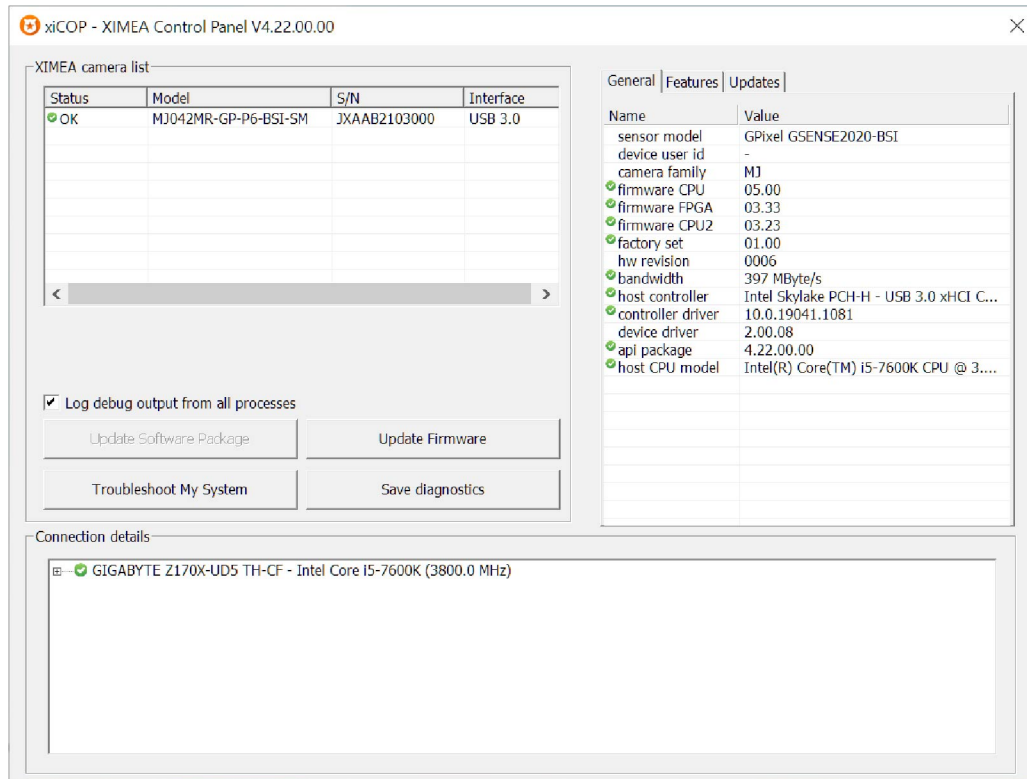 xiCOP - XIMEA Control Panel V4.22.00.00
XIMEA camera list
Status Model S/N Interface
OK MJ042MR-GP-P6-BSI-SM JXAAB2103000 USB 3.0
Log debug output from all processes
Update Software Package Update Firmware
Troubleshoot My System Save diagnostics
General Features Updates
Name Value
sensor model GPixel GSENSE2020-BSI
device user id -
camera family MJ
firmware CPU 05.00
firmware FPGA 03.33
firmware CPU2 03.23
factory set 01.00
hw revision 0006
bandwidth 397 MByte/s
host controller Intel Skylake PCH-H - USB 3.0 xHCI C...
controller driver 10.0.19041.1081
device driver 2.00.08
api package 4.22.00.00
host CPU model Intel(R) Core(TM) i5-7600K CPU @ 3....
Connection details
GIGABYTE Z170X-UD5 TH-CF - Intel Core i5-7600K (3800.0 MHz)